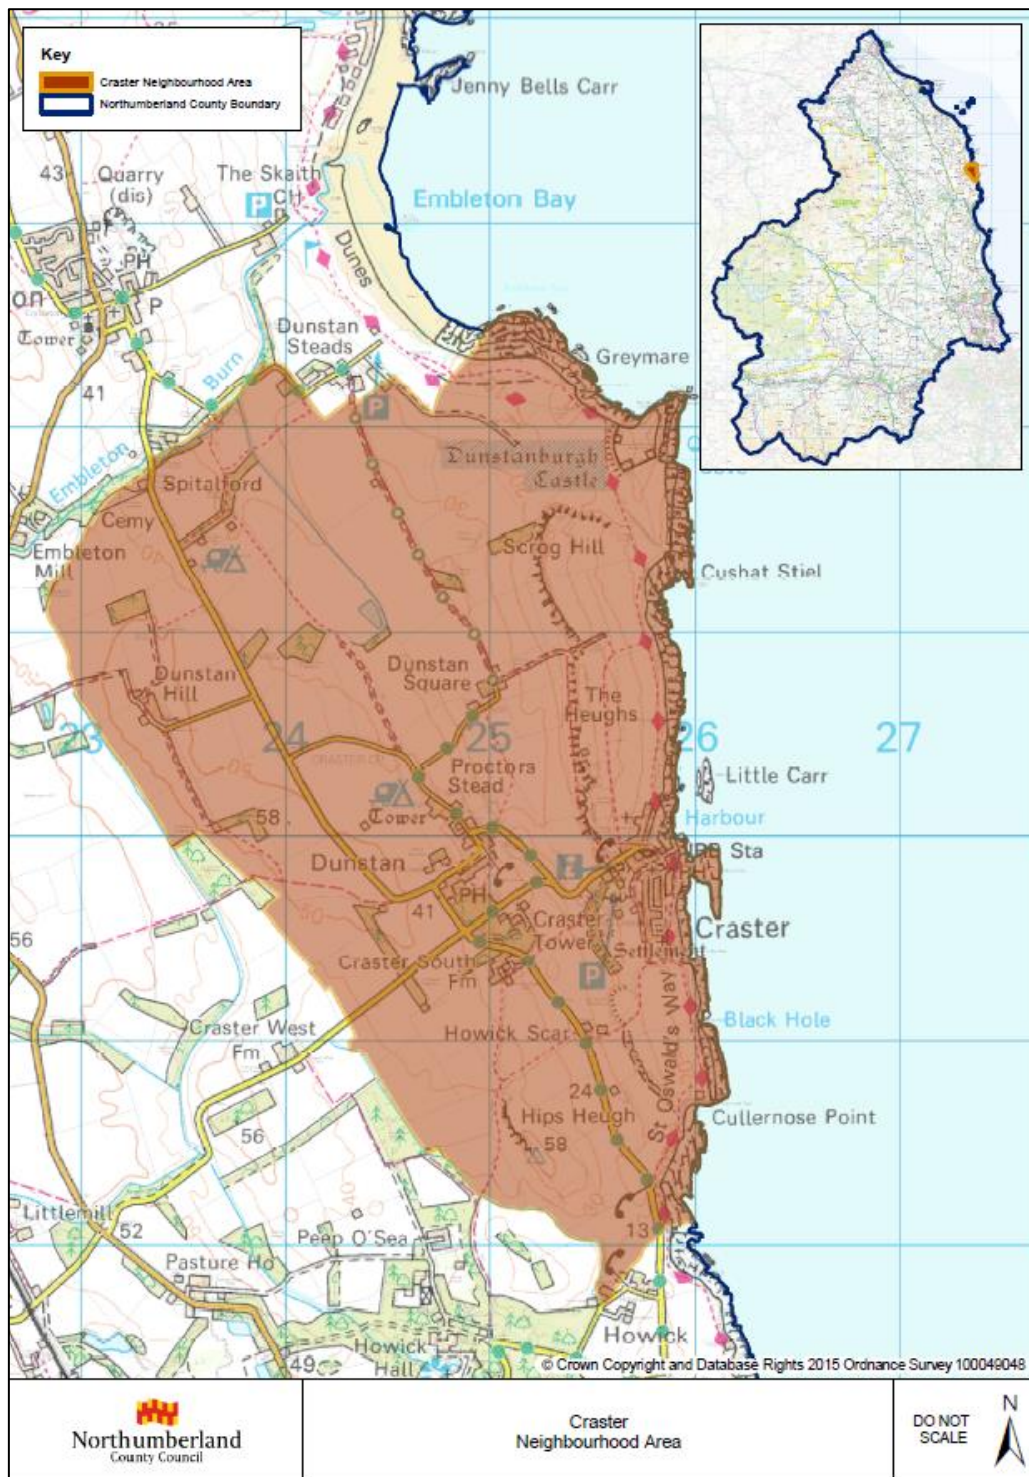 Key
Craster Neighbourhood Area
Northumberland County Boundary
Jenny Bells Carr
43
Quarry
(dis)
The Skaith
CH
P
Embleton Bay
Dunes
PH
on
P
Tower
Dunstan
Steads
Greymare
41
Burn
P
Dunstanburgh
Castle
Embleton
Spitalford
Cemy
Scrog Hill
Embleton
Mill
Cushat Stiel
Dunstan
Hill
Dunstan
Square
The
Heughs
23
24
25
26
27
Proctors
Stead
Little Carr
58
Tower
Harbour
Dunstan
Sta
PH
41
Craster
Tower
Craster
Settlement
56
Craster South
Fm
P
St Oswald's Way
Black Hole
Craster West
Fm
Howick Scar
24
Hips Heugh
Cullernose Point
56
58
Littlemill
52
Peep O'Sea
13
Pasture Ho
Howick
Howick
Hall
49
© Crown Copyright and Database Rights 2015 Ordnance Survey 100049048
Northumberland
County Council
Craster
Neighbourhood Area
DO NOT
SCALE
N